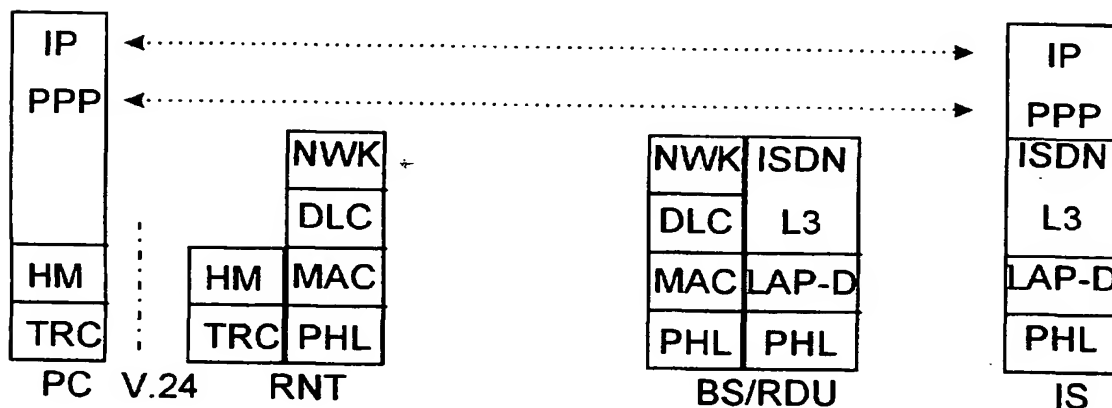 IP
PPP
HM
TRC
PC
V.24
HM
TRC
NWK
DLC
MAC
PHL
RNT
NWK
DLC
MAC
PHL
ISDN
L3
LAP-D
PHL
BS/RDU
IP
PPP
ISDN
L3
LAP-D
PHL
IS